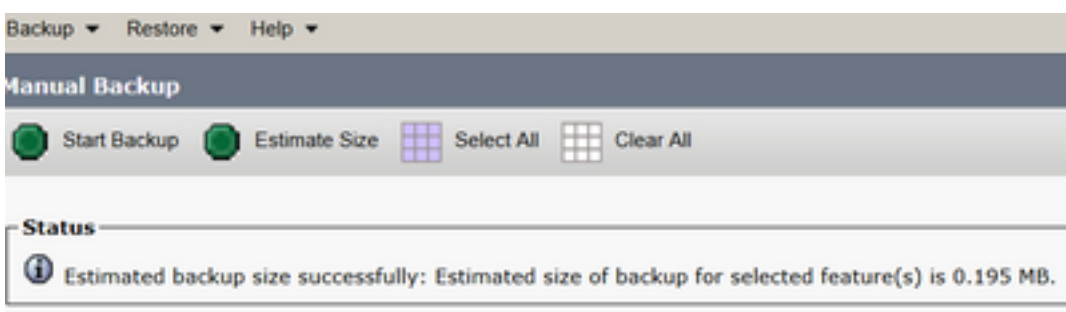 Backup Restore Help
Manual Backup
Start Backup Estimate Size Select All Clear All
Status
Estimated backup size successfully: Estimated size of backup for selected feature(s) is 0.195 MB.